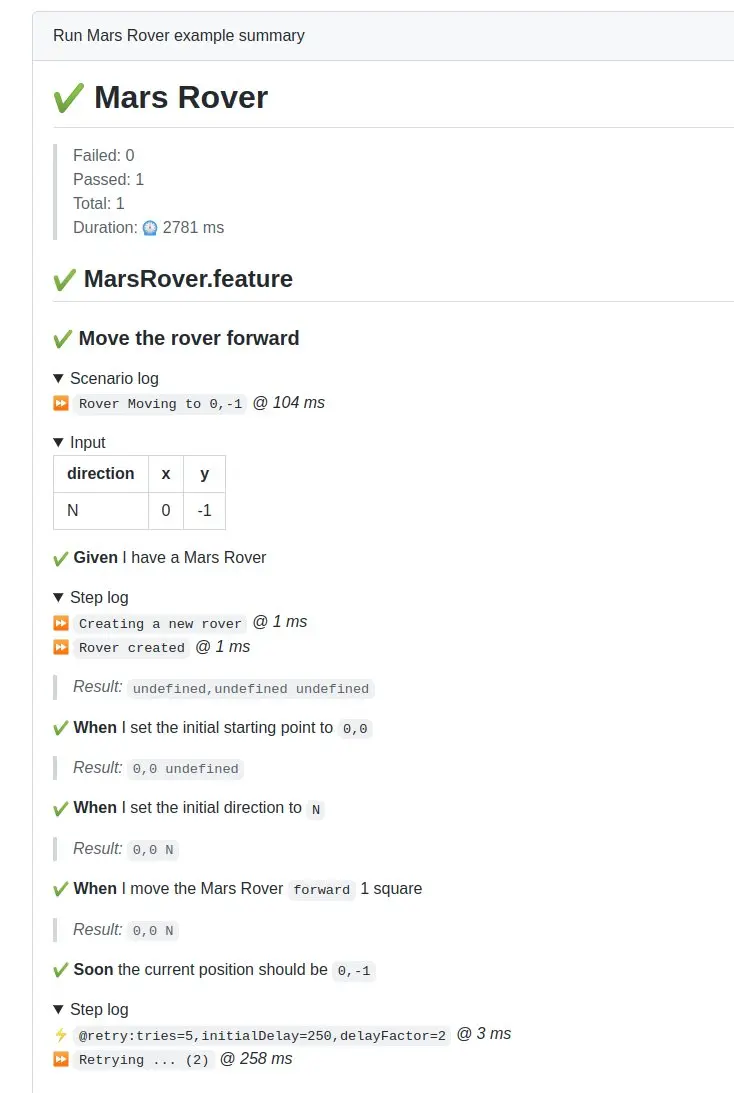 Run Mars Rover example summary
Mars Rover
Failed: 0
Passed: 1
Total: 1
Duration: 2781 ms
MarsRover.feature
Move the rover forward
Scenario log
Rover Moving to 0,-1 @ 104 ms
Input
direction x y
N 0 -1
Given I have a Mars Rover
Step log
Creating a new rover @ 1 ms
Rover created @ 1 ms
Result: undefined,undefined undefined
When I set the initial starting point to 0,0
Result: 0,0 undefined
When I set the initial direction to N
Result: 0,0 N
When I move the Mars Rover forward 1 square
Result: 0,0 N
Soon the current position should be 0,-1
Step log
@retry:tries=5,initialDelay=250,delayFactor=2 @ 3 ms
Retrying ... (2) @ 258 ms